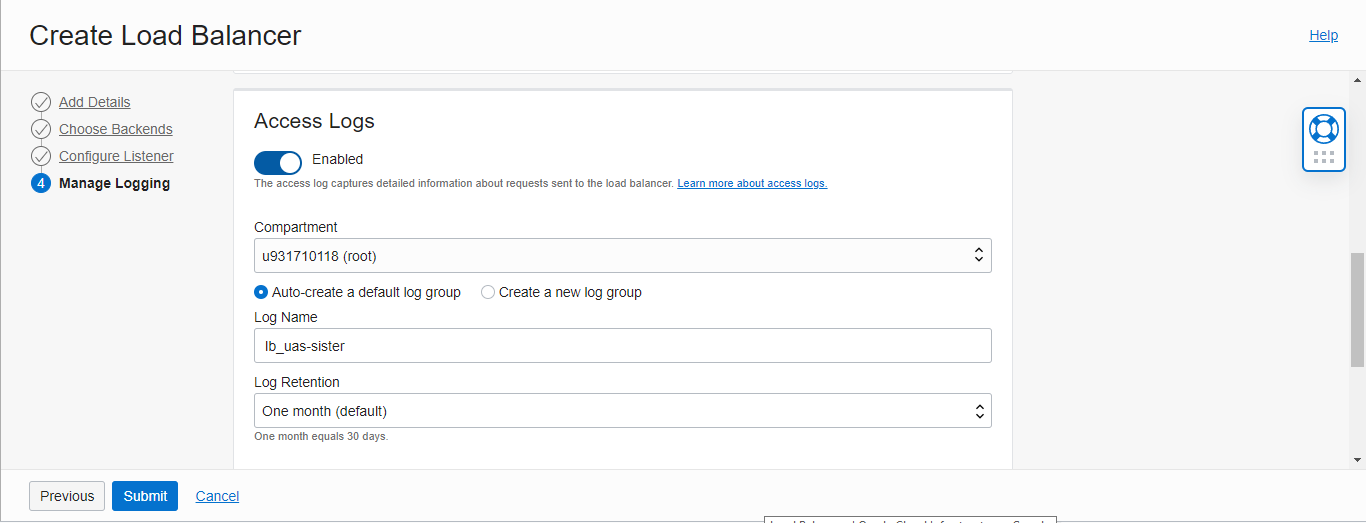 Create Load Balancer
Help
Add Details
Choose Backends
Configure Listener
4 Manage Logging
Access Logs
Enabled
The access log captures detailed information about requests sent to the load balancer. Learn more about access logs.
Compartment
u931710118 (root)
Auto-create a default log group Create a new log group
Log Name
lb_uas-sister
Log Retention
One month (default)
One month equals 30 days.
Previous Submit Cancel